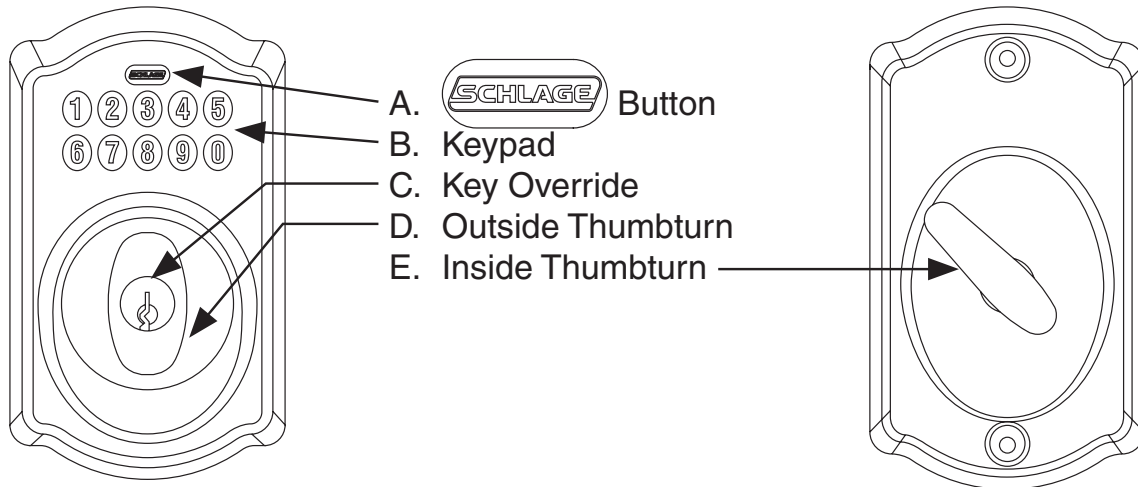 SCHLAGE
1 2 3 4 5
6 7 8 9 0
A. SCHLAGE Button
B. Keypad
C. Key Override
D. Outside Thumbturn
E. Inside Thumbturn